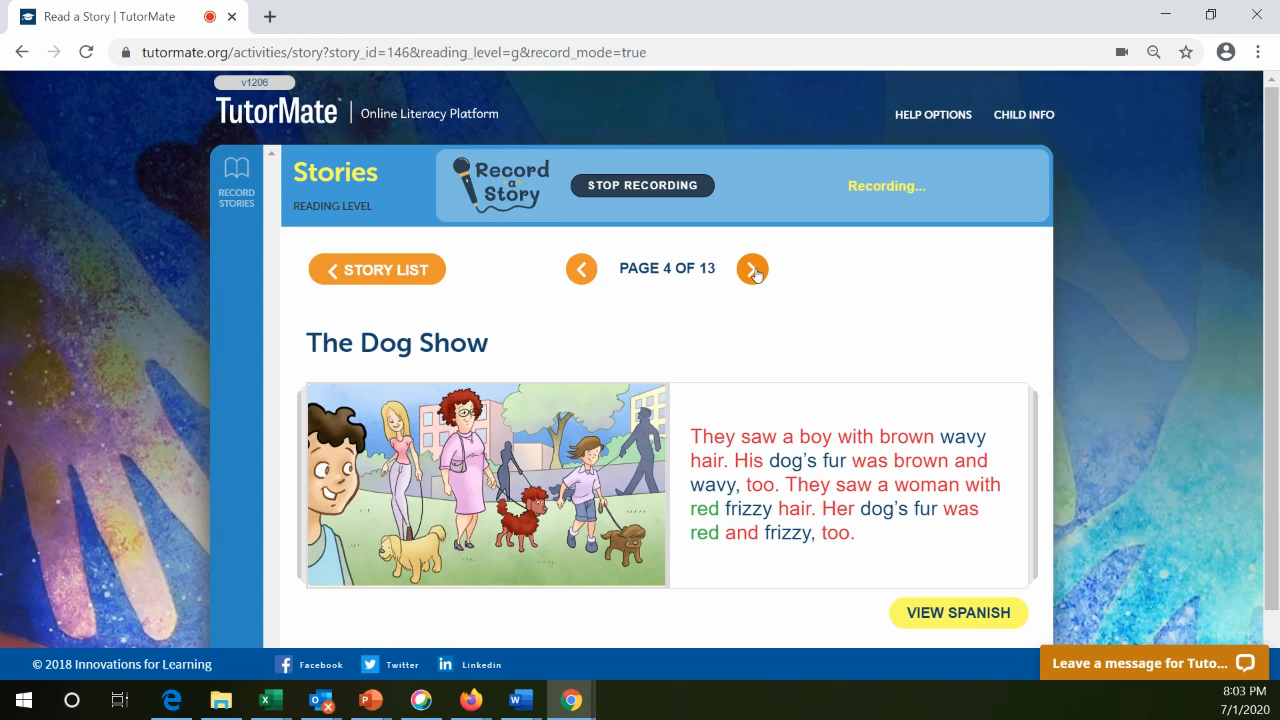 Read a Story | TutorMate
tutormate.org/activities/story?story_id=146&reading_level=g&record_mode=true
v1206
TutorMate™ | Online Literacy Platform
HELP OPTIONS CHILD INFO
RECORD
STORIES
Stories
READING LEVEL
Record
a
Story
STOP RECORDING
Recording...
STORY LIST
PAGE 4 OF 13
The Dog Show
They saw a boy with brown wavy
hair. His dog's fur was brown and
wavy, too. They saw a woman with
red frizzy hair. Her dog's fur was
red and frizzy, too.
VIEW SPANISH
© 2018 Innovations for Learning
Facebook
Twitter
Linkedin
Leave a message for Tuto...
8:03 PM
7/1/2020